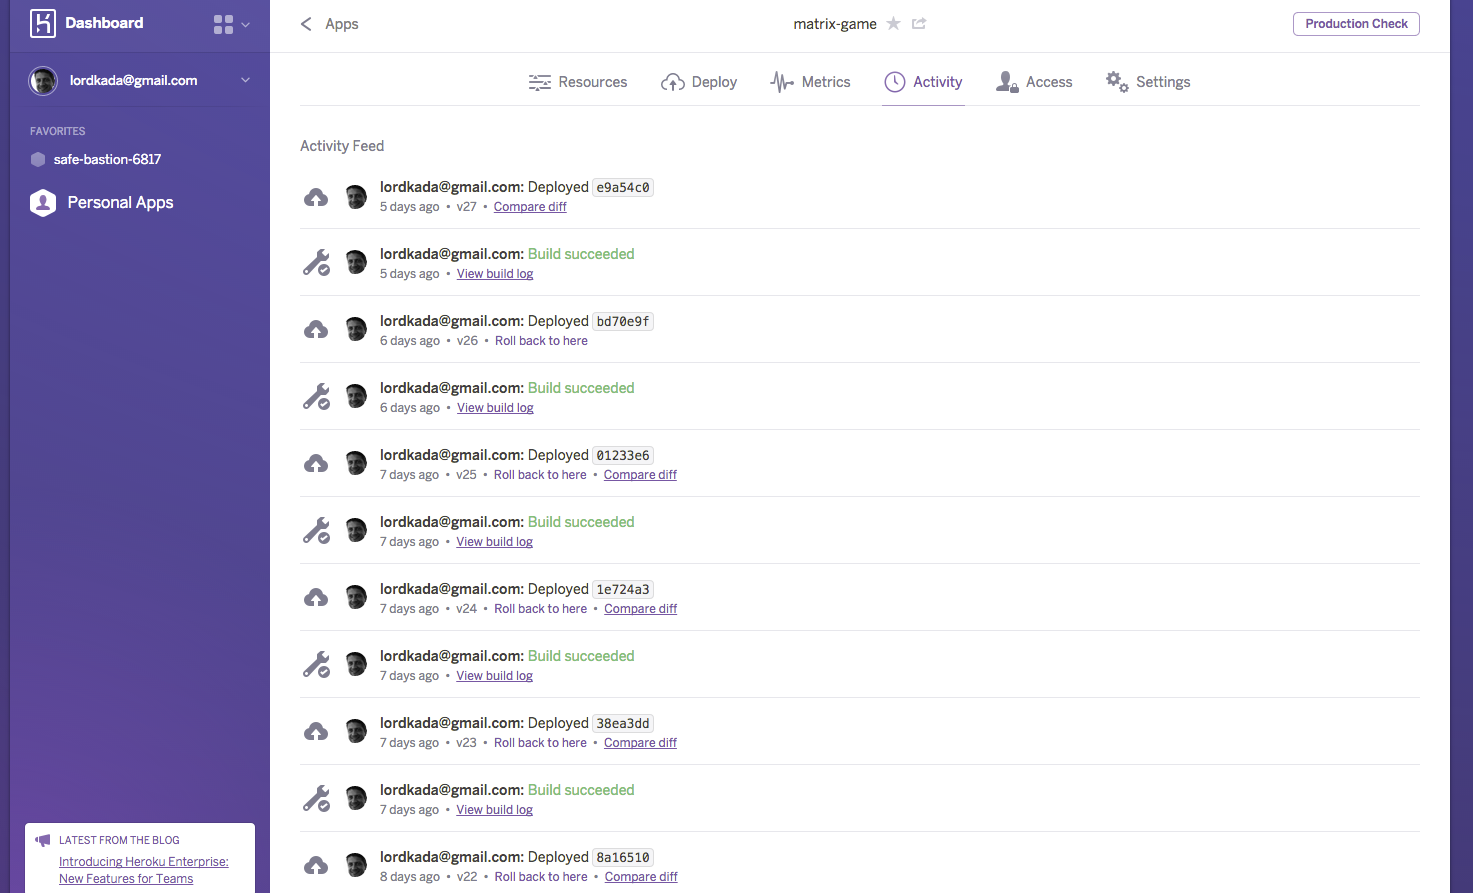 Dashboard
lordkada@gmail.com
FAVORITES
safe-bastion-6817
Personal Apps
LATEST FROM THE BLOG
Introducing Heroku Enterprise:
New Features for Teams
Apps
matrix-game
Production Check
Resources
Deploy
Metrics
Activity
Access
Settings
Activity Feed
lordkada@gmail.com: Deployed e9a54c0
5 days ago • v27 • Compare diff
lordkada@gmail.com: Build succeeded
5 days ago • View build log
lordkada@gmail.com: Deployed bd70e9f
6 days ago • v26 • Roll back to here
lordkada@gmail.com: Build succeeded
6 days ago • View build log
lordkada@gmail.com: Deployed 01233e6
7 days ago • v25 • Roll back to here • Compare diff
lordkada@gmail.com: Build succeeded
7 days ago • View build log
lordkada@gmail.com: Deployed 1e724a3
7 days ago • v24 • Roll back to here • Compare diff
lordkada@gmail.com: Build succeeded
7 days ago • View build log
lordkada@gmail.com: Deployed 38ea3dd
7 days ago • v23 • Roll back to here • Compare diff
lordkada@gmail.com: Build succeeded
7 days ago • View build log
lordkada@gmail.com: Deployed 8a16510
8 days ago • v22 • Roll back to here • Compare diff